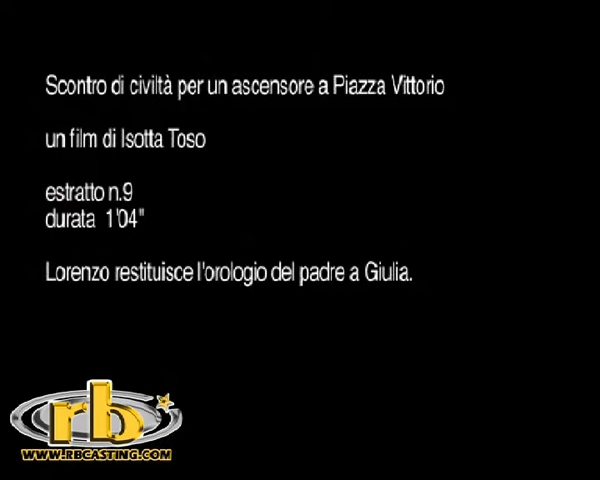 Scontro di civiltà per un ascensore a Piazza Vittorio
un film di Isotta Toso
estratto n.9
durata 1'04"
Lorenzo restituisce l'orologio del padre a Giulia.
rb
WWW.RBCASTING.COM